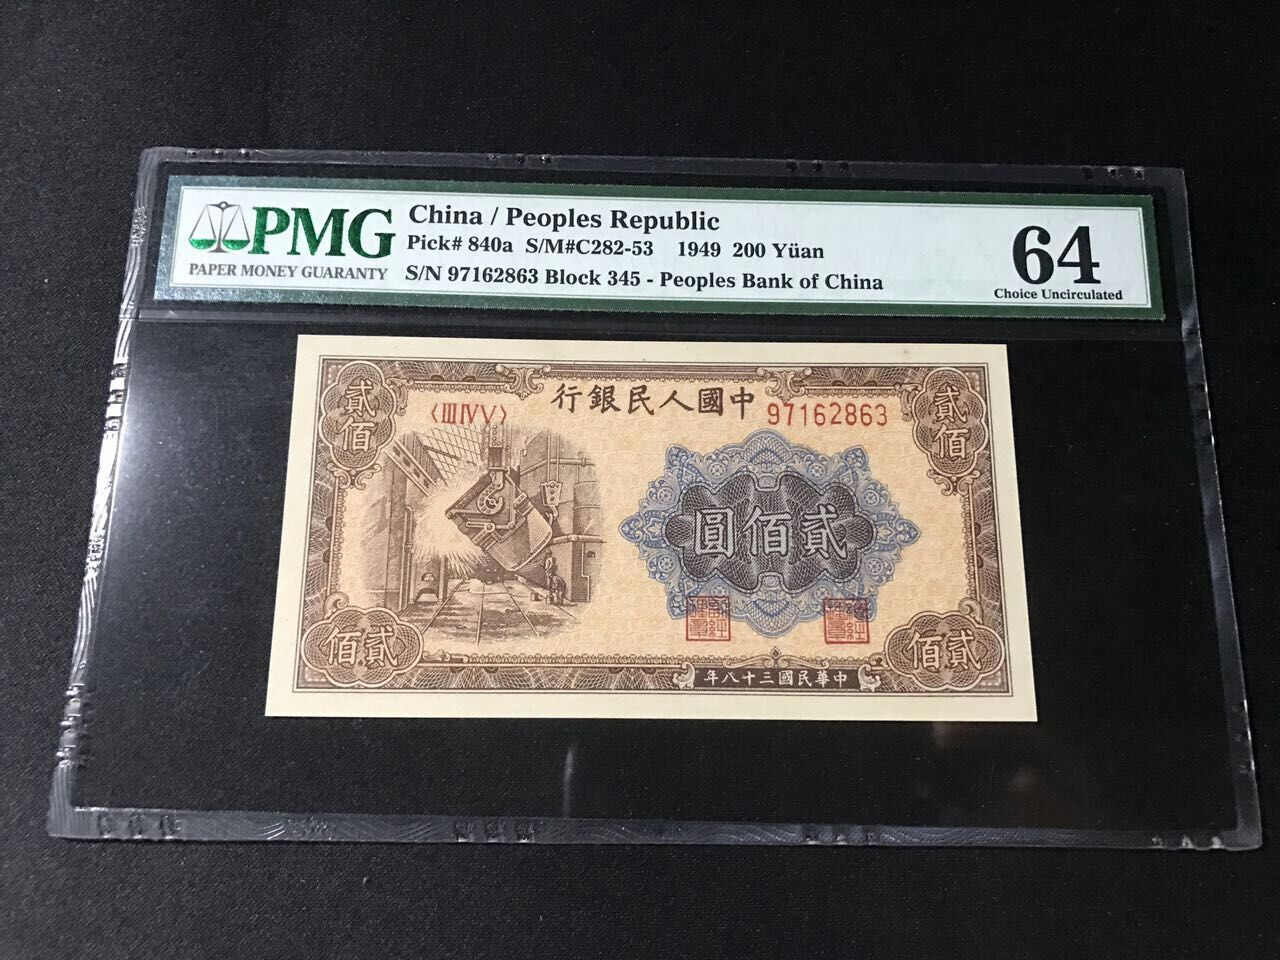 PMG
PAPER MONEY GUARANTY
China / Peoples Republic
Pick# 840a S/M#C282-53 1949 200 Yüan
S/N 97162863 Block 345 - Peoples Bank of China
64
Choice Uncirculated
行銀民人國中
〈ⅢⅣⅤ〉
97162863
貳佰
貳佰
圓佰貳
佰貳
佰貳
年八十三國民華中